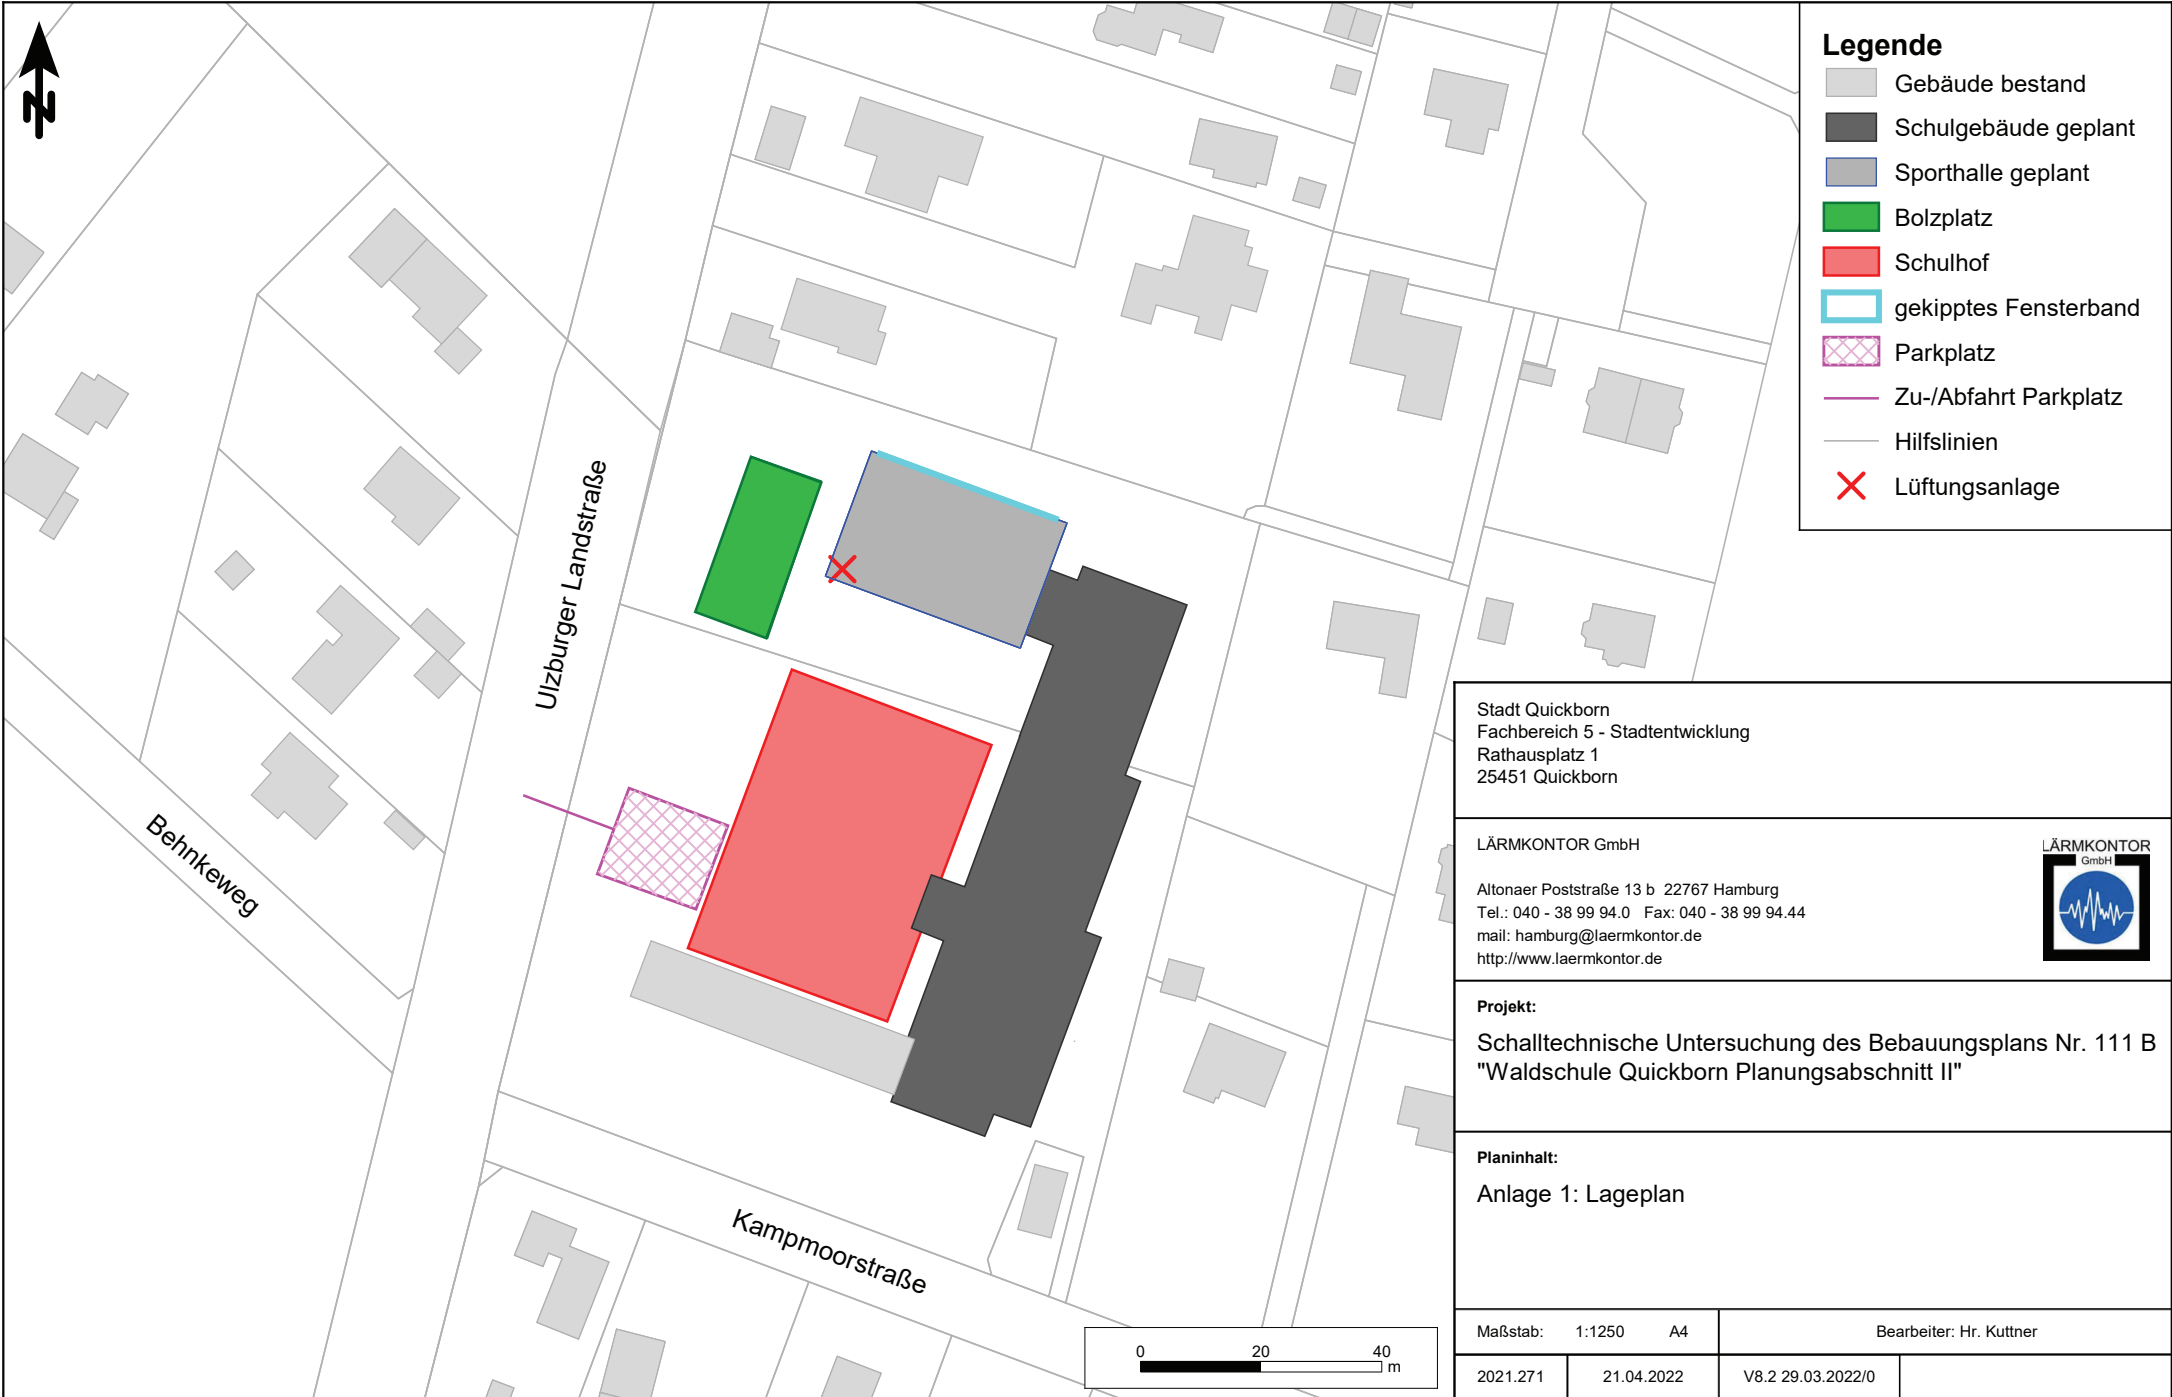 N
Legende
Gebäude bestand
Schulgebäude geplant
Sporthalle geplant
Bolzplatz
Schulhof
gekipptes Fensterband
Parkplatz
Zu-/Abfahrt Parkplatz
Hilfslinien
Lüftungsanlage
Ulzburger Landstraße
Behnkeweg
Kampmoorstraße
0 20 40
m
Stadt Quickborn
Fachbereich 5 - Stadtentwicklung
Rathausplatz 1
25451 Quickborn
LÄRMKONTOR GmbH
Altonaer Poststraße 13 b 22767 Hamburg
Tel.: 040 - 38 99 94.0 Fax: 040 - 38 99 94.44
mail: hamburg@laermkontor.de
http://www.laermkontor.de
LÄRMKONTOR
GmbH
Projekt:
Schalltechnische Untersuchung des Bebauungsplans Nr. 111 B
"Waldschule Quickborn Planungsabschnitt II"
Planinhalt:
Anlage 1: Lageplan
Maßstab: 1:1250 A4 Bearbeiter: Hr. Kuttner
2021.271 21.04.2022 V8.2 29.03.2022/0